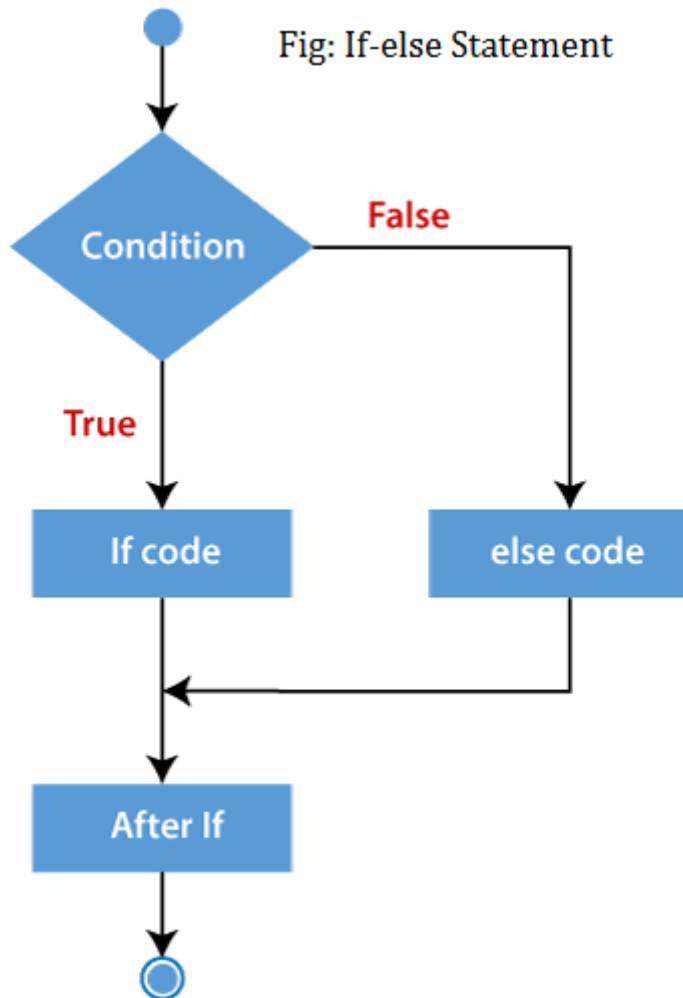 Fig: If-else Statement
Condition
False
True
If code
else code
After If